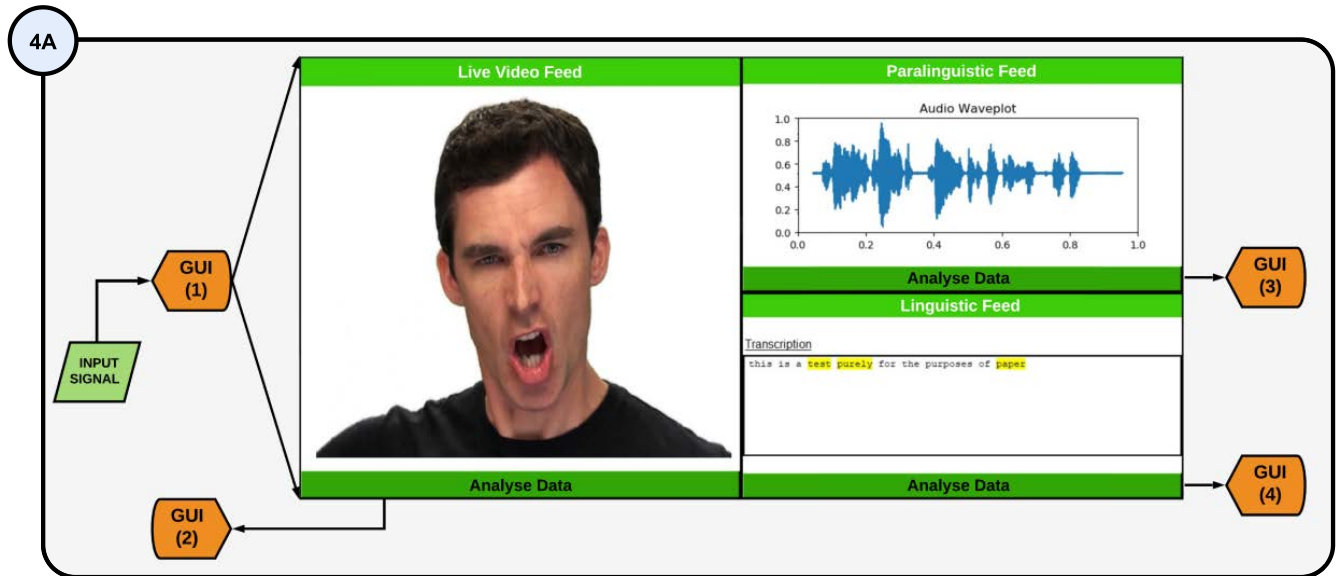 4A
Live Video Feed
Paralinguistic Feed
Audio Waveplot
1.0
0.8
0.6
0.4
0.2
0.0
0.0 0.2 0.4 0.6 0.8 1.0
Analyse Data
Linguistic Feed
Transcription
this is a test purely for the purposes of paper
Analyse Data
Analyse Data
INPUT
SIGNAL
GUI
(1)
GUI
(2)
GUI
(3)
GUI
(4)